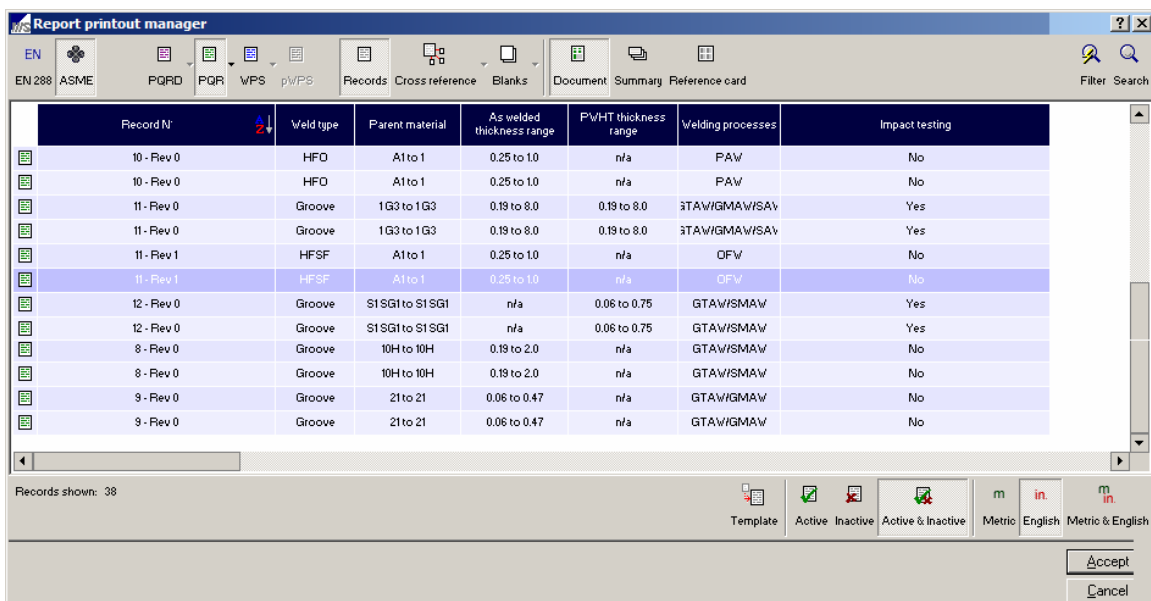 Report printout manager
EN
EN 288 ASME PQRD PQR WPS pWPS Records Cross reference Blanks Document Summary Reference card Filter Search
Record N° Weld type Parent material As welded thickness range PWHT thickness range Welding processes Impact testing
10 - Rev 0 HFO A1 to 1 0.25 to 1.0 n/a PAW No
10 - Rev 0 HFO A1 to 1 0.25 to 1.0 n/a PAW No
11 - Rev 0 Groove 1G3 to 1G3 0.19 to 8.0 0.19 to 8.0 GTAW/GMAW/SAW Yes
11 - Rev 0 Groove 1G3 to 1G3 0.19 to 8.0 0.19 to 8.0 GTAW/GMAW/SAW Yes
11 - Rev 1 HFSF A1 to 1 0.25 to 1.0 n/a OFW No
11 - Rev 1 HFSF A1 to 1 0.25 to 1.0 n/a OFW No
12 - Rev 0 Groove S1SG1 to S1SG1 n/a 0.06 to 0.75 GTAW/SMAW Yes
12 - Rev 0 Groove S1SG1 to S1SG1 n/a 0.06 to 0.75 GTAW/SMAW Yes
8 - Rev 0 Groove 10H to 10H 0.19 to 2.0 n/a GTAW/SMAW No
8 - Rev 0 Groove 10H to 10H 0.19 to 2.0 n/a GTAW/SMAW No
9 - Rev 0 Groove 21 to 21 0.06 to 0.47 n/a GTAW/GMAW No
9 - Rev 0 Groove 21 to 21 0.06 to 0.47 n/a GTAW/GMAW No
Records shown: 38
m in. m in.
Template Active Inactive Active & Inactive Metric English Metric & English
Accept
Cancel